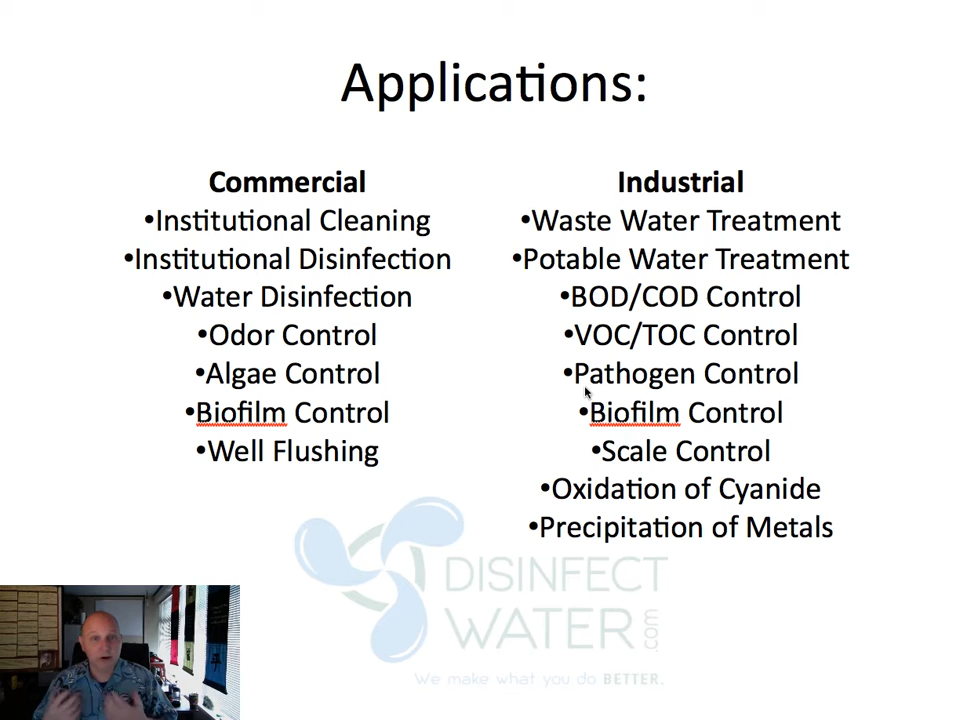 Applications:
Commercial
•Institutional Cleaning
•Institutional Disinfection
•Water Disinfection
•Odor Control
•Algae Control
•Biofilm Control
•Well Flushing
Industrial
•Waste Water Treatment
•Potable Water Treatment
•BOD/COD Control
•VOC/TOC Control
•Pathogen Control
•Biofilm Control
•Scale Control
•Oxidation of Cyanide
•Precipitation of Metals
DISINFECT
WATER.com
We make what you do BETTER.